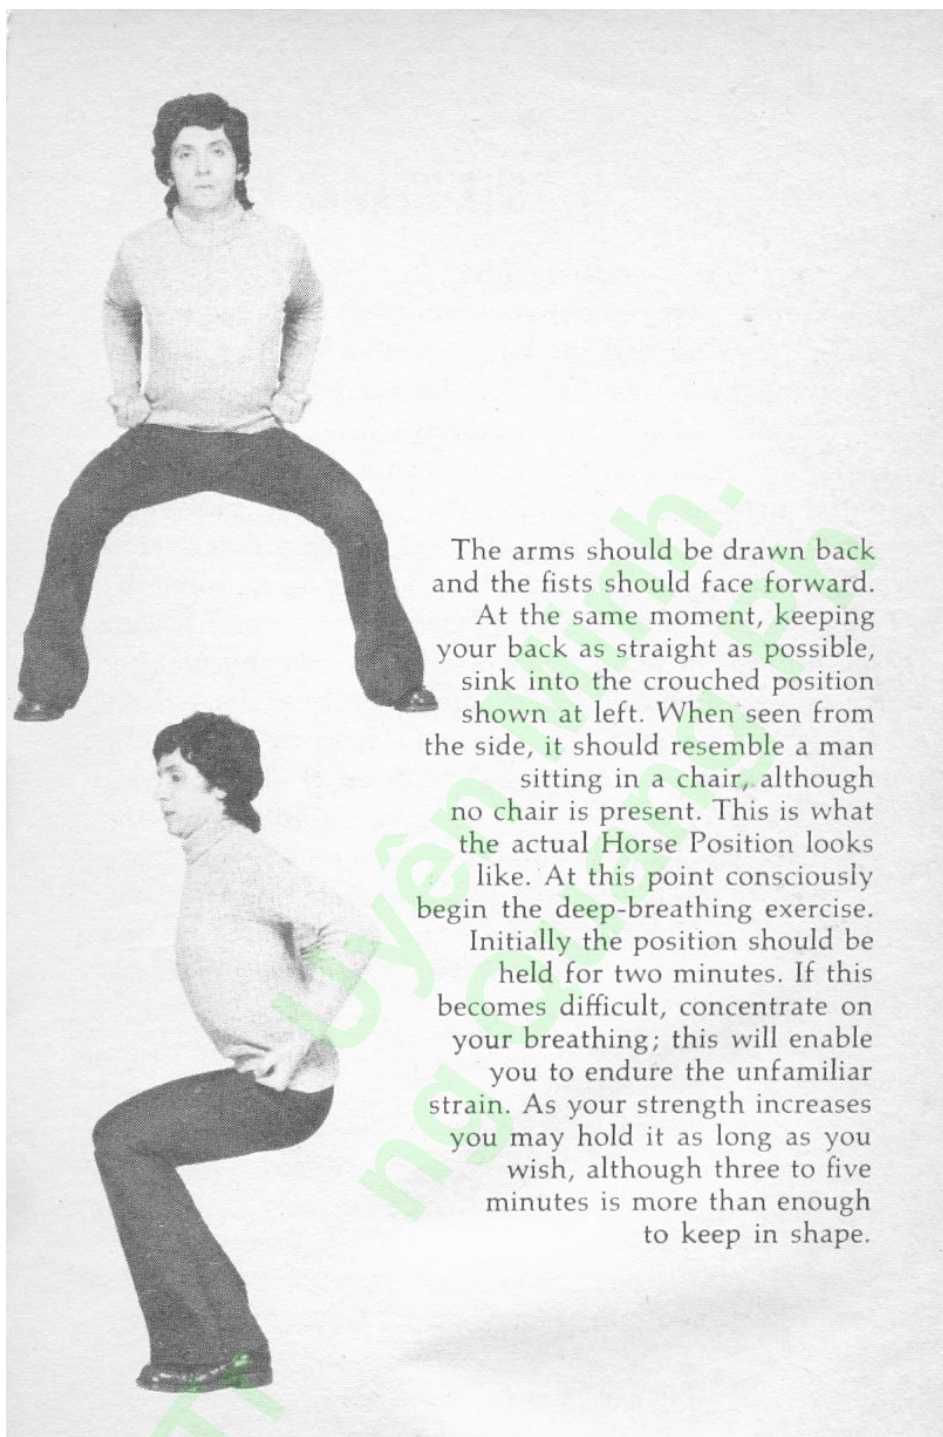 The arms should be drawn back
and the fists should face forward.
At the same moment, keeping
your back as straight as possible,
sink into the crouched position
shown at left. When seen from
the side, it should resemble a man
sitting in a chair, although
no chair is present. This is what
the actual Horse Position looks
like. At this point consciously
begin the deep-breathing exercise.
Initially the position should be
held for two minutes. If this
becomes difficult, concentrate on
your breathing; this will enable
you to endure the unfamiliar
strain. As your strength increases
you may hold it as long as you
wish, although three to five
minutes is more than enough
to keep in shape.
Uyên Minh.
ng Quang Ph
Tr